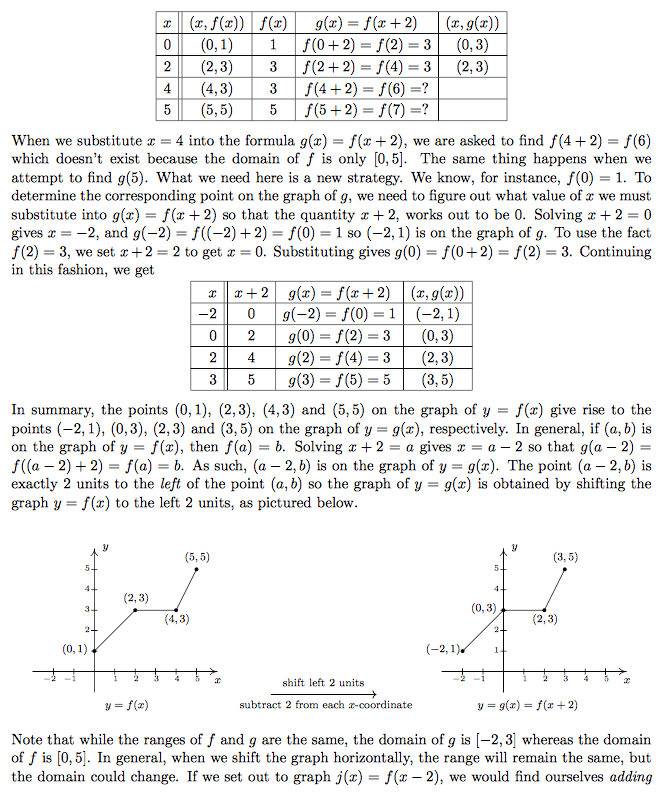 x (x, f(x)) f(x) g(x) = f(x + 2) (x, g(x))
0 (0, 1) 1 f(0 + 2) = f(2) = 3 (0, 3)
2 (2, 3) 3 f(2 + 2) = f(4) = 3 (2, 3)
4 (4, 3) 3 f(4 + 2) = f(6) =?
5 (5, 5) 5 f(5 + 2) = f(7) =?
When we substitute x = 4 into the formula g(x) = f(x + 2), we are asked to find f(4 + 2) = f(6)
which doesn't exist because the domain of f is only [0, 5]. The same thing happens when we
attempt to find g(5). What we need here is a new strategy. We know, for instance, f(0) = 1. To
determine the corresponding point on the graph of g, we need to figure out what value of x we must
substitute into g(x) = f(x + 2) so that the quantity x + 2, works out to be 0. Solving x + 2 = 0
gives x = −2, and g(−2) = f((−2) + 2) = f(0) = 1 so (−2, 1) is on the graph of g. To use the fact
f(2) = 3, we set x + 2 = 2 to get x = 0. Substituting gives g(0) = f(0 + 2) = f(2) = 3. Continuing
in this fashion, we get
x x + 2 g(x) = f(x + 2) (x, g(x))
−2 0 g(−2) = f(0) = 1 (−2, 1)
0 2 g(0) = f(2) = 3 (0, 3)
2 4 g(2) = f(4) = 3 (2, 3)
3 5 g(3) = f(5) = 5 (3, 5)
In summary, the points (0, 1), (2, 3), (4, 3) and (5, 5) on the graph of y = f(x) give rise to the
points (−2, 1), (0, 3), (2, 3) and (3, 5) on the graph of y = g(x), respectively. In general, if (a, b) is
on the graph of y = f(x), then f(a) = b. Solving x + 2 = a gives x = a − 2 so that g(a − 2) =
f((a − 2) + 2) = f(a) = b. As such, (a − 2, b) is on the graph of y = g(x). The point (a − 2, b) is
exactly 2 units to the left of the point (a, b) so the graph of y = g(x) is obtained by shifting the
graph y = f(x) to the left 2 units, as pictured below.
y
(5, 5)
5
4
(2, 3)
3
(4, 3)
2
(0, 1)
−2 −1 1 2 3 4 5 x
y = f(x)
shift left 2 units
subtract 2 from each x-coordinate
y
(3, 5)
5
4
(0, 3)
(2, 3)
2
(−2, 1)
1
−2 −1 1 2 3 4 5 x
y = g(x) = f(x + 2)
Note that while the ranges of f and g are the same, the domain of g is [−2, 3] whereas the domain
of f is [0, 5]. In general, when we shift the graph horizontally, the range will remain the same, but
the domain could change. If we set out to graph j(x) = f(x − 2), we would find ourselves adding